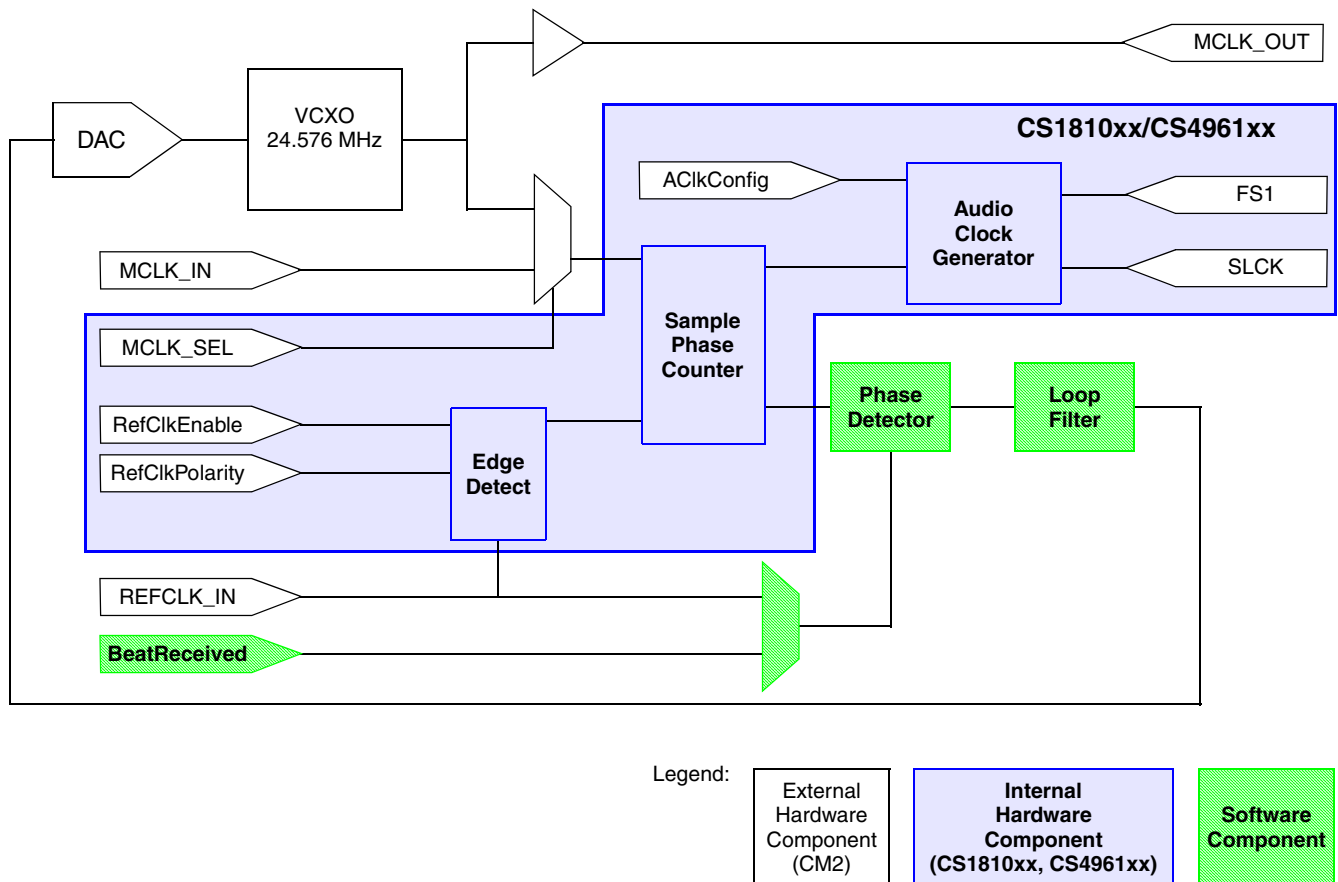 MCLK_OUT
VCXO
24.576 MHz
DAC
CS1810xx/CS4961xx
AClkConfig
Audio
Clock
Generator
FS1
SLCK
MCLK_IN
MCLK_SEL
Sample
Phase
Counter
RefClkEnable
RefClkPolarity
Edge
Detect
Phase
Detector
Loop
Filter
REFCLK_IN
BeatReceived
Legend:
External
Hardware
Component
(CM2)
Internal
Hardware
Component
(CS1810xx, CS4961xx)
Software
Component